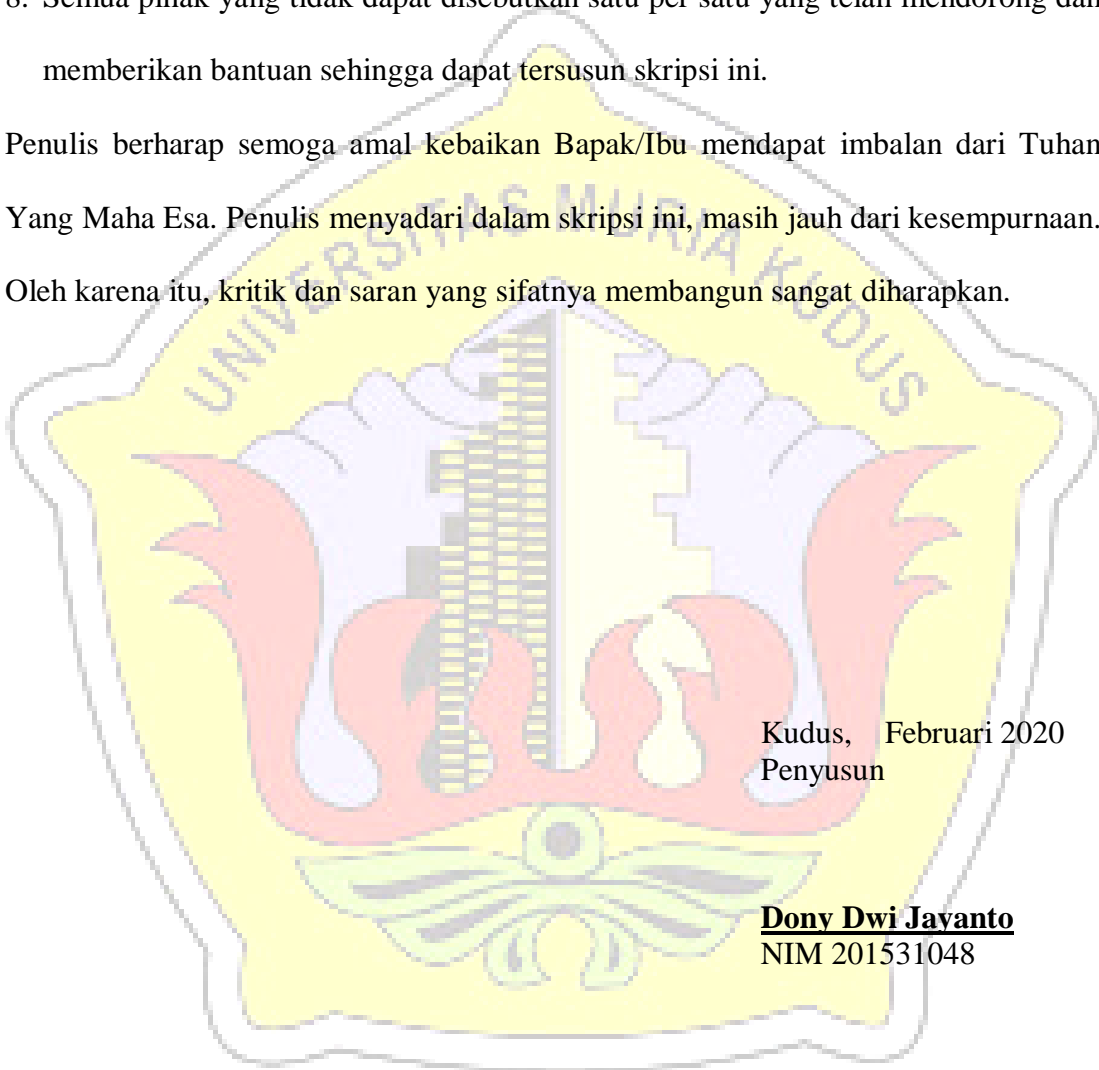 8. Semua pihak yang tidak dapat disebutkan satu per satu yang telah mendorong dan
memberikan bantuan sehingga dapat tersusun skripsi ini.
Penulis berharap semoga amal kebaikan Bapak/Ibu mendapat imbalan dari Tuhan
Yang Maha Esa. Penulis menyadari dalam skripsi ini, masih jauh dari kesempurnaan.
Oleh karena itu, kritik dan saran yang sifatnya membangun sangat diharapkan.
UNIVERSITAS MURIA KUDUS
Kudus, Februari 2020
Penyusun
Dony Dwi Jayanto
NIM 201531048